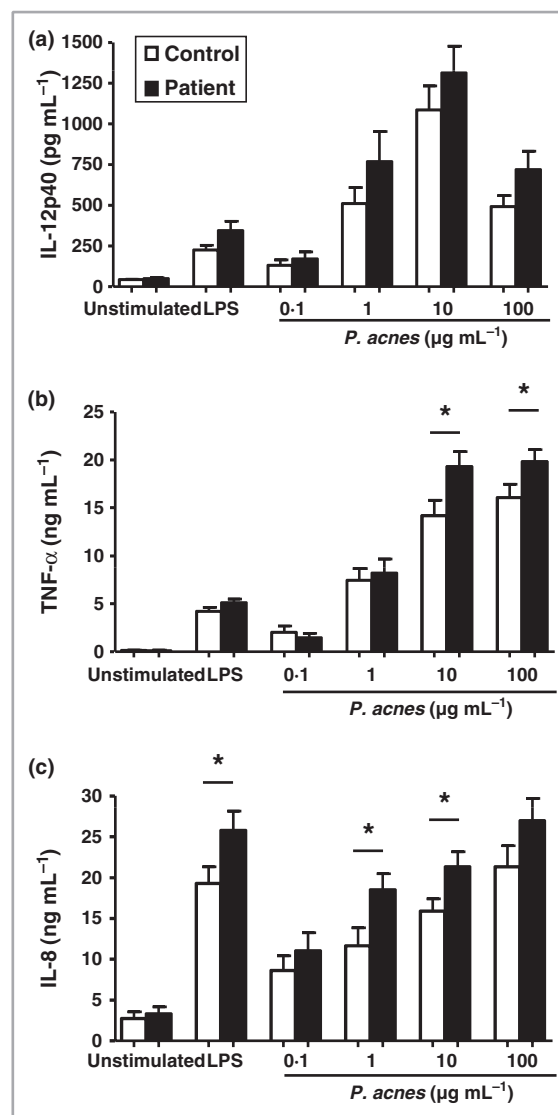 (a)
1500
1250
750
500
250
0
IL-12p40 (pg mL⁻¹)
Control
Patient
Unstimulated LPS 0·1 1 10 100
P. acnes (µg mL⁻¹)
(b)
25
20
15
10
5
0
TNF-α (ng mL⁻¹)
* *
Unstimulated LPS 0·1 1 10 100
P. acnes (µg mL⁻¹)
(c)
30
25
20
15
10
5
0
IL-8 (ng mL⁻¹)
* * *
Unstimulated LPS 0·1 1 10 100
P. acnes (µg mL⁻¹)